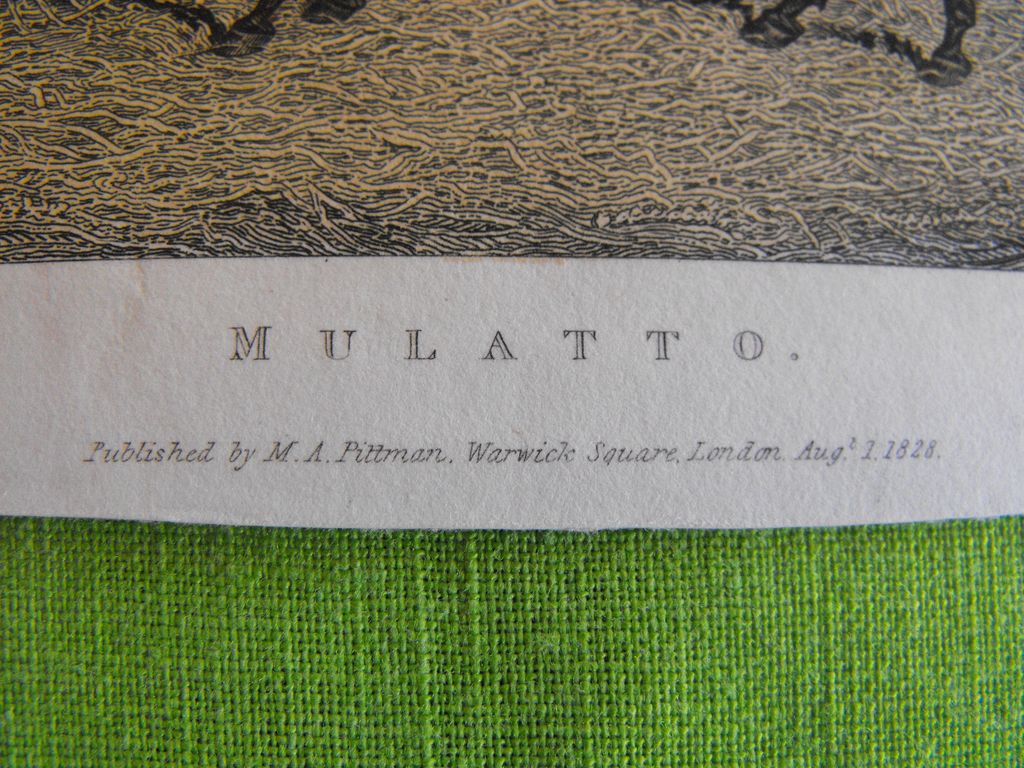 MULATTO.
Published by M. A. Pittman. Warwick Square, London. Aug.t 1. 1828.